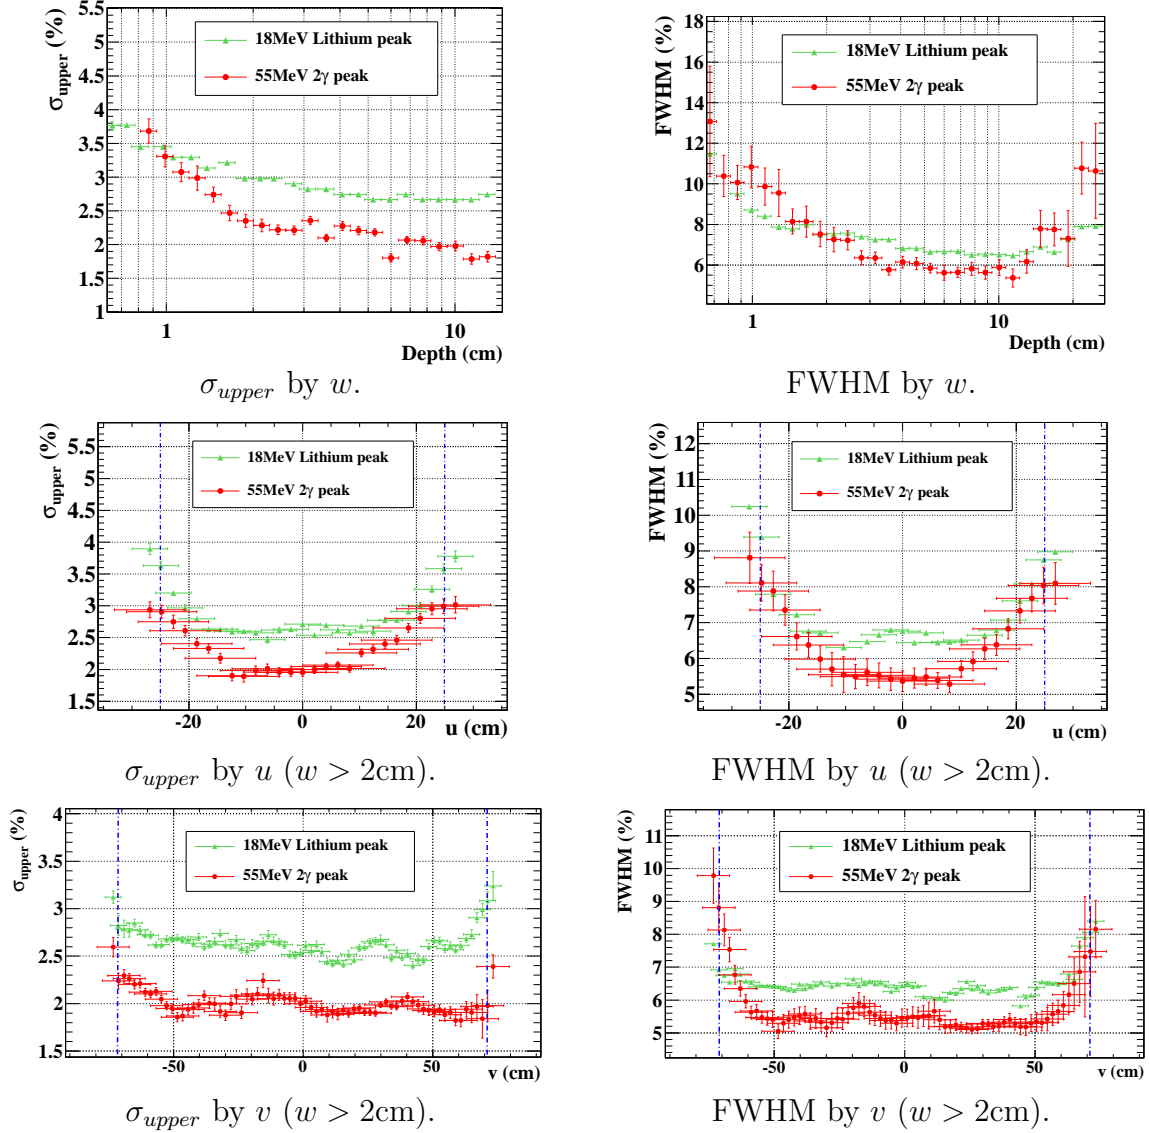 σupper (%)
5.5
5
4.5
4
3.5
3
2.5
2
1.5
1
18MeV Lithium peak
55MeV 2γ peak
1
10
Depth (cm)
σupper by w.
FWHM (%)
18
16
14
12
10
8
6
18MeV Lithium peak
55MeV 2γ peak
1
10
Depth (cm)
FWHM by w.
σupper (%)
5.5
5
4.5
4
3.5
3
2.5
2
1.5
18MeV Lithium peak
55MeV 2γ peak
-20
0
20
u (cm)
σupper by u (w > 2cm).
FWHM (%)
12
11
10
9
8
7
6
5
18MeV Lithium peak
55MeV 2γ peak
-20
0
20
u (cm)
FWHM by u (w > 2cm).
σupper (%)
4
3.5
3
2.5
2
1.5
18MeV Lithium peak
55MeV 2γ peak
-50
0
50
v (cm)
σupper by v (w > 2cm).
FWHM (%)
11
10
9
8
7
6
5
18MeV Lithium peak
55MeV 2γ peak
-50
0
50
v (cm)
FWHM by v (w > 2cm).